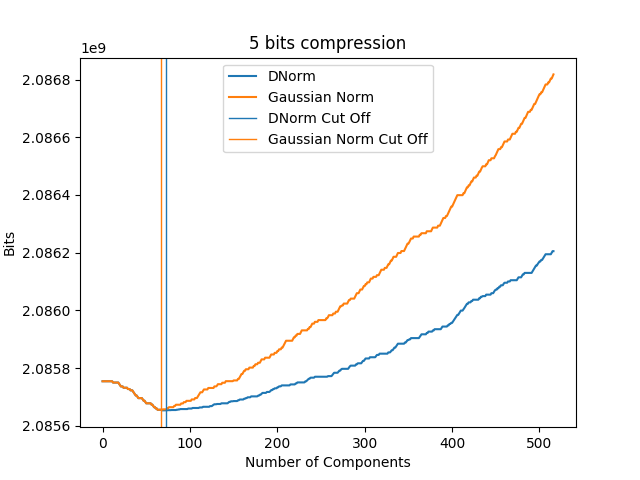 5 bits compression
1e9
2.0868
2.0866
2.0864
2.0862
2.0860
2.0858
2.0856
Bits
DNorm
Gaussian Norm
DNorm Cut Off
Gaussian Norm Cut Off
0 100 200 300 400 500
Number of Components